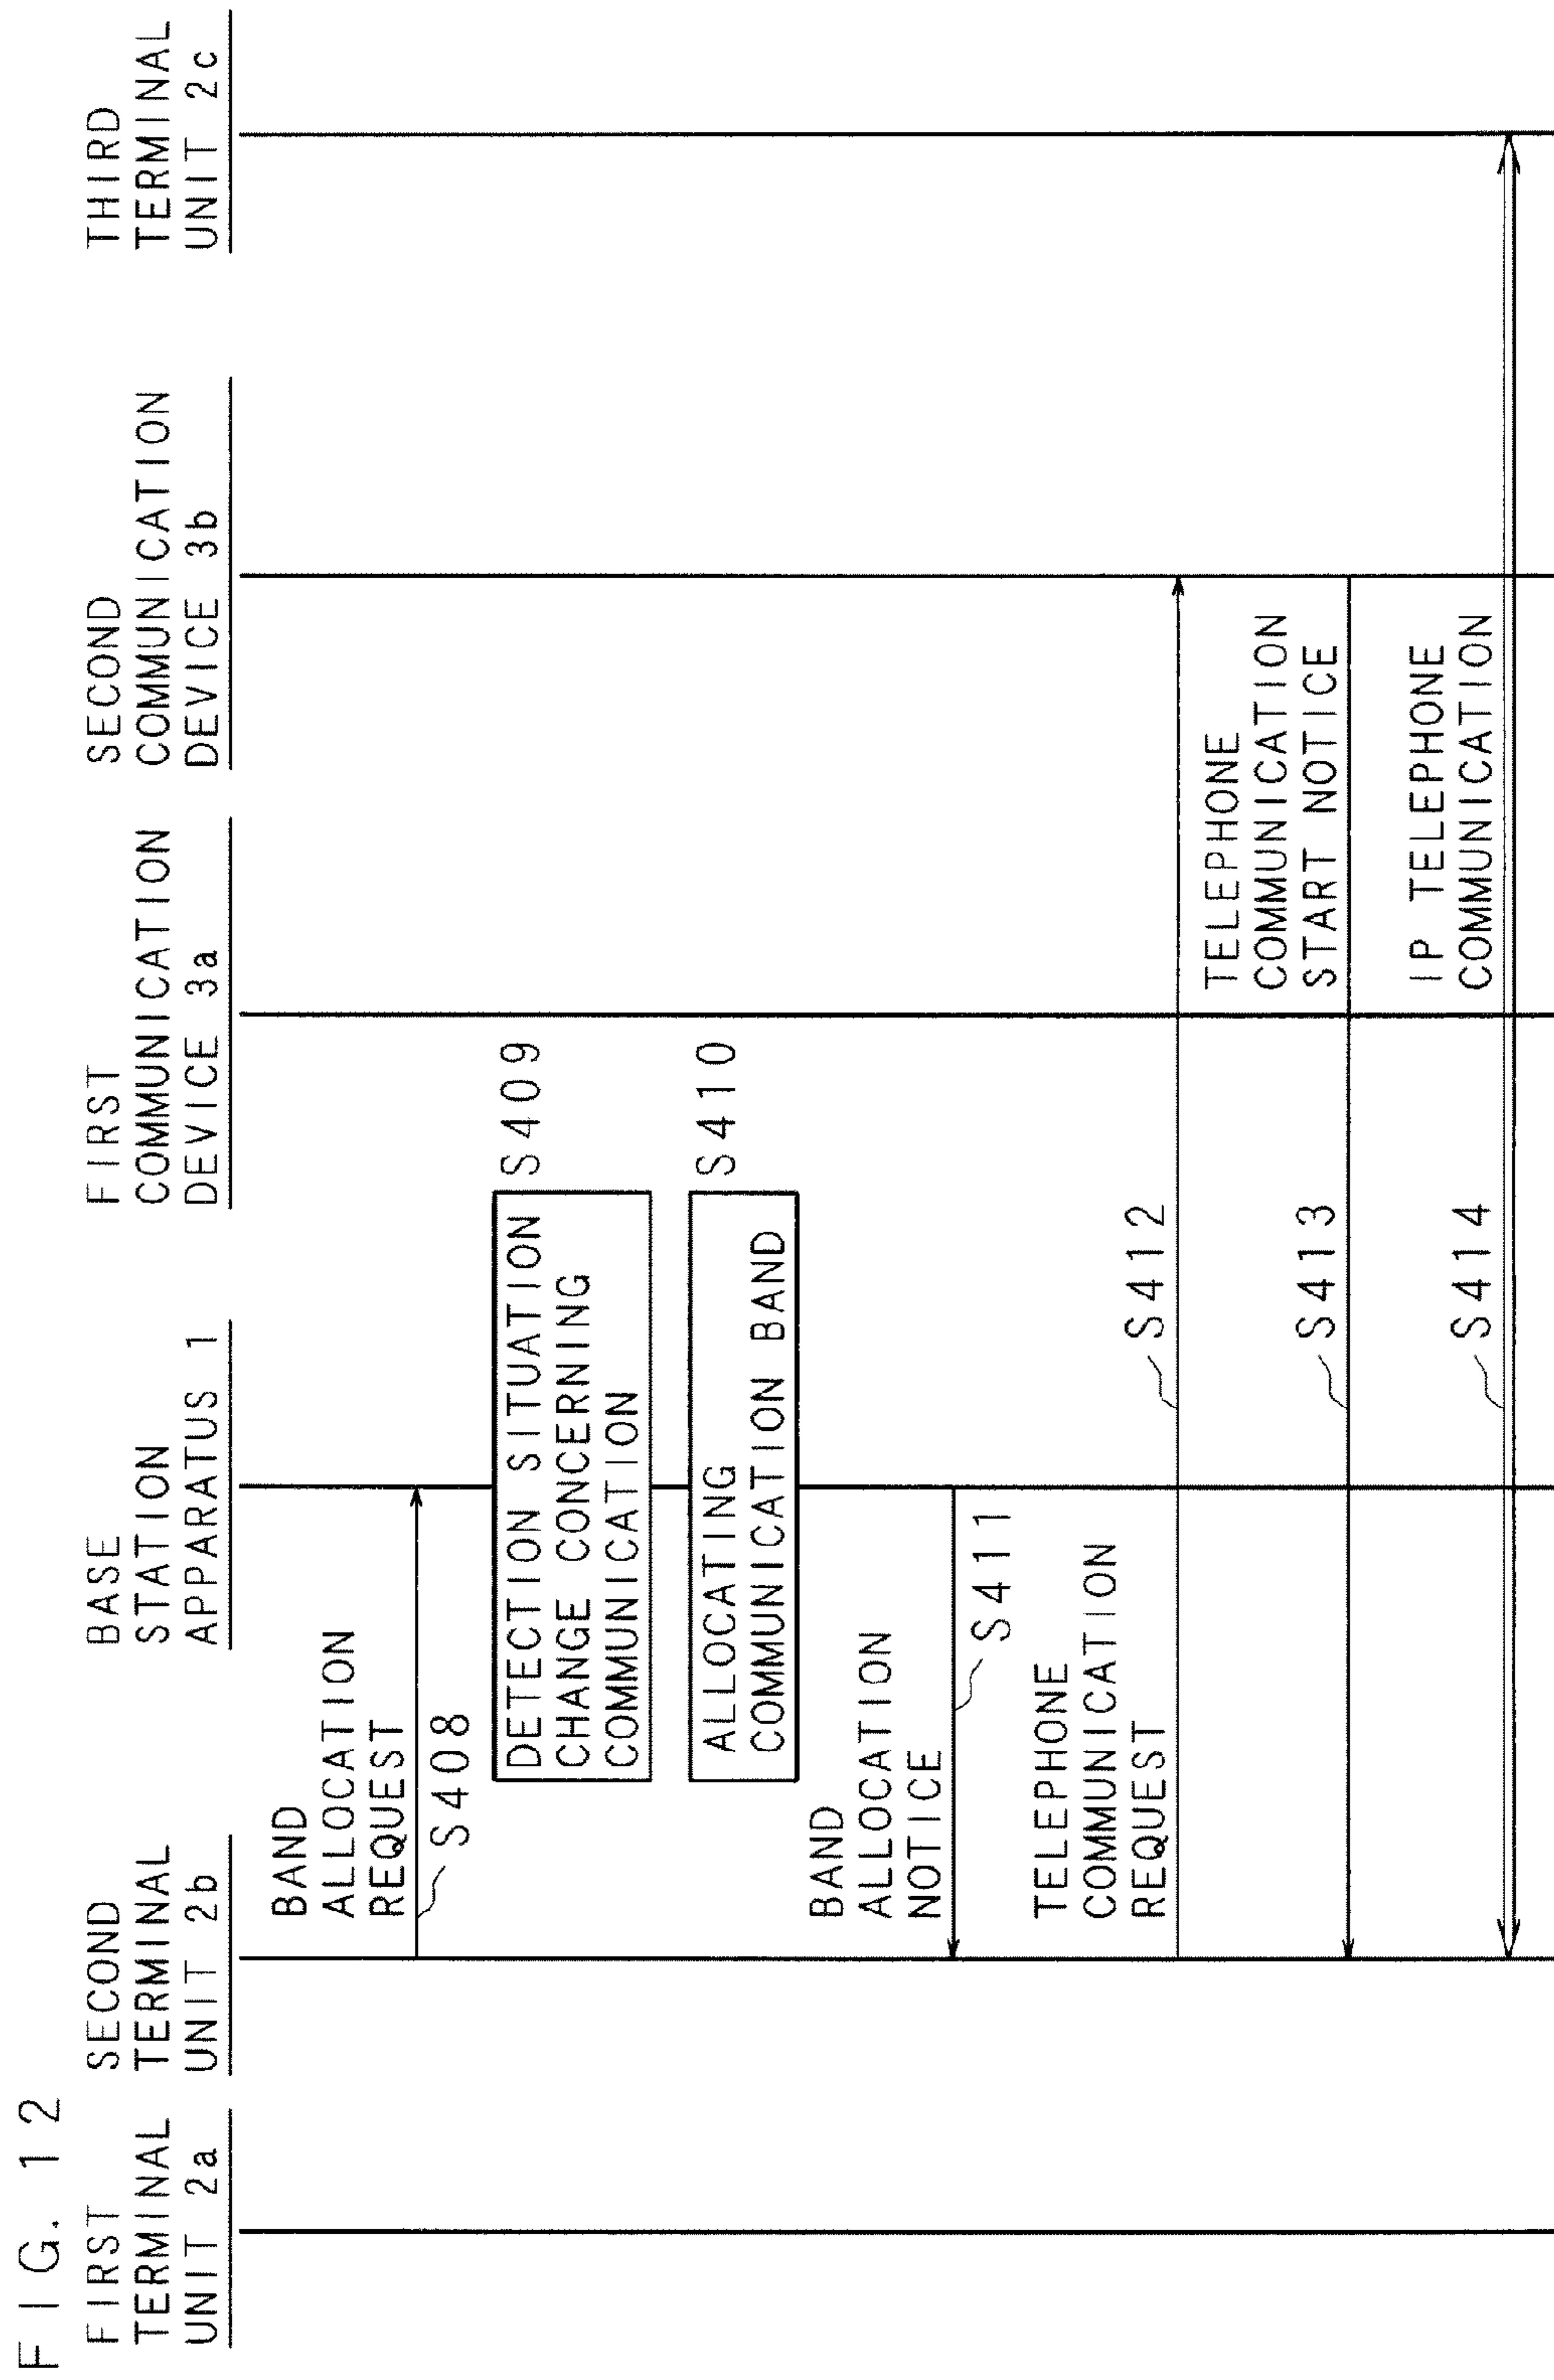 FIG. 12
FIRST
TERMINAL
UNIT 2a
SECOND
TERMINAL
UNIT 2b
BASE
STATION
APPARATUS 1
FIRST
COMMUNICATION
DEVICE 3a
SECOND
COMMUNICATION
DEVICE 3b
THIRD
TERMINAL
UNIT 2c
BAND
ALLOCATION
REQUEST
S408
DETECTION SITUATION
CHANGE CONCERNING
COMMUNICATION
S409
ALLOCATING
COMMUNICATION BAND
S410
BAND
ALLOCATION
NOTICE
S411
TELEPHONE
COMMUNICATION
REQUEST
S412
TELEPHONE
COMMUNICATION
START NOTICE
S413
IP TELEPHONE
COMMUNICATION
S414